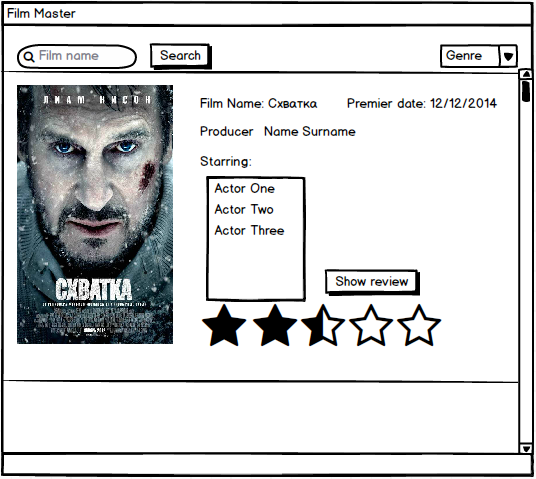 Film Master
Film name
Search
Genre
ЛИАМ НИСОН
Film Name: Схватка
Premier date: 12/12/2014
Producer Name Surname
Starring:
Actor One
Actor Two
Actor Three
СХВАТКА
Show review